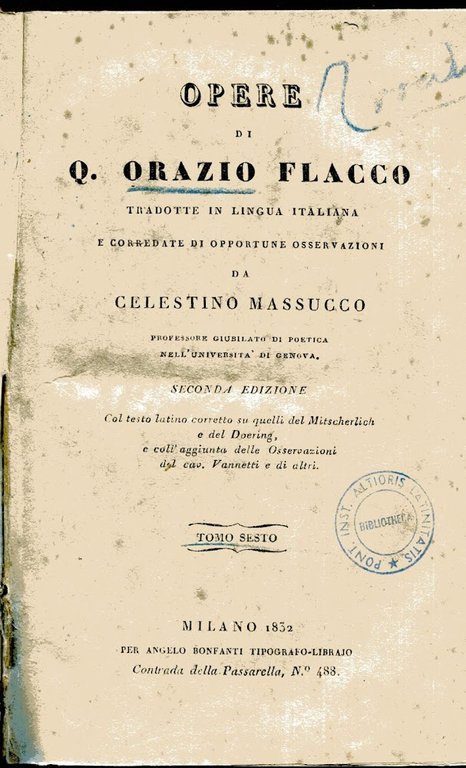 OPERE
DI
Q. ORAZIO FLACCO
TRADOTTE IN LINGUA ITALIANA
E CORREDATE DI OPPORTUNE OSSERVAZIONI
DA
CELESTINO MASSUCCO
PROFESSORE GIUBILATO DI POETICA
NELL'UNIVERSITA' DI GENOVA.
SECONDA EDIZIONE
Col testo latino corretto su quelli del Mitscherlich
e del Doering,
e coll'aggiunta delle Osservazioni
del cav. Vannetti e di altri.
TOMO SESTO
PONT. INST. ALTIORIS LATINITATIS
BIBLIOTHECA
MILANO 1832
PER ANGELO BONFANTI TIPOGRAFO-LIBRAJO
Contrada della Passarella, N.º 488.